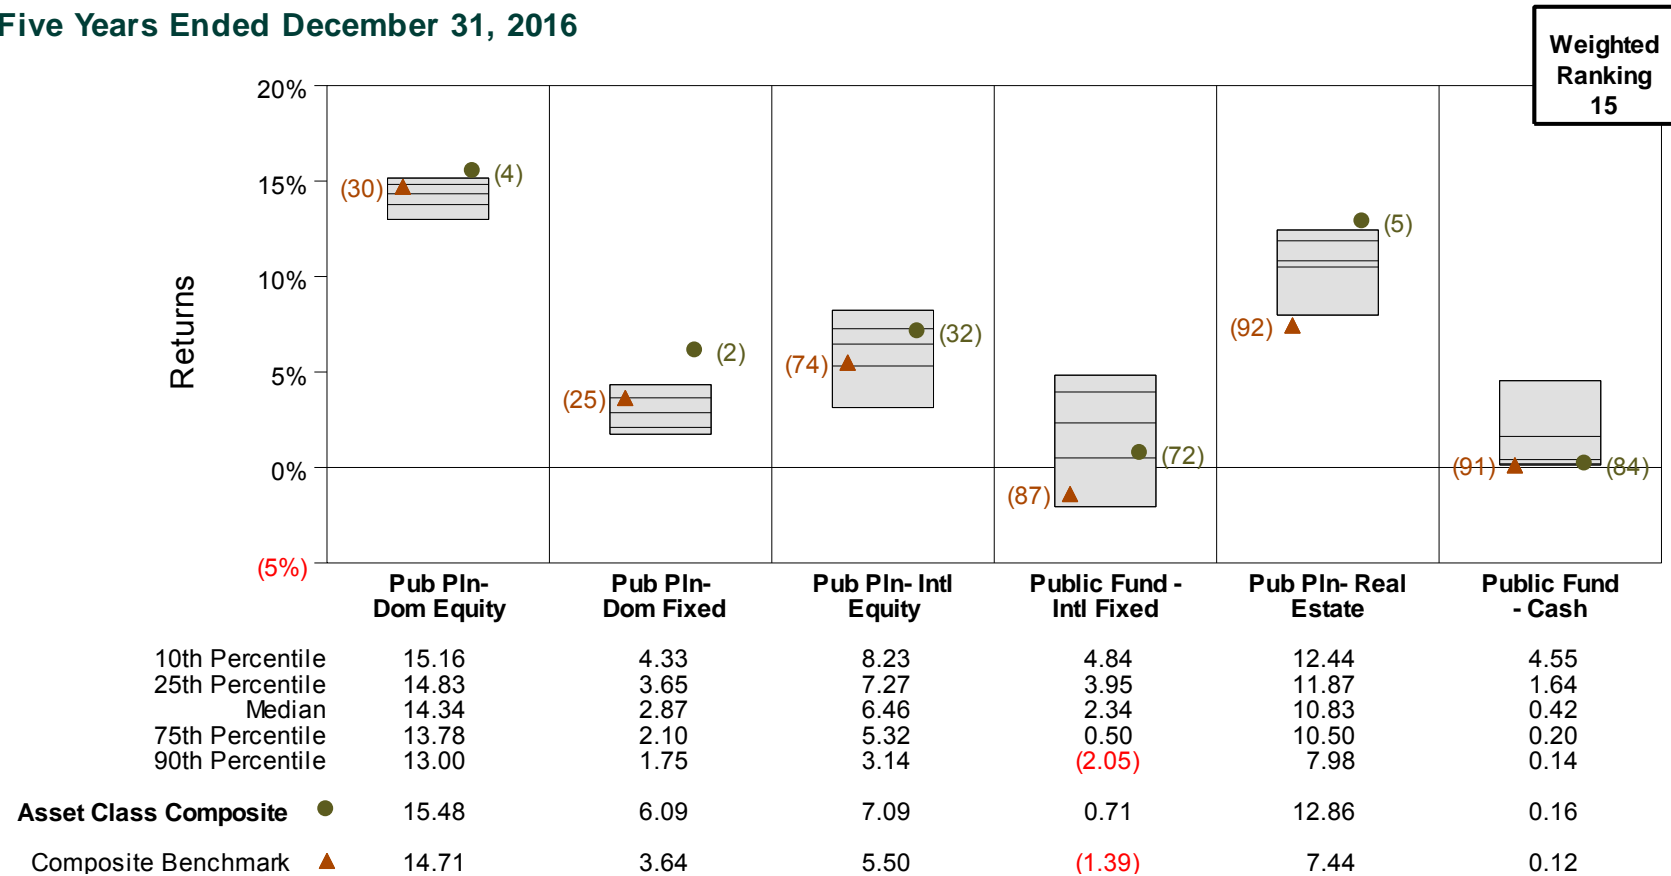 Five Years Ended December 31, 2016
Weighted
Ranking
15
Returns
20%
15%
10%
5%
0%
(5%)
(30) (4)
(25) (2)
(74) (32)
(87) (72)
(92) (5)
(91) (84)
Pub Pln- Pub Pln- Pub Pln- Intl Public Fund - Pub Pln- Real Public Fund
Dom Equity Dom Fixed Equity Intl Fixed Estate - Cash
10th Percentile 15.16 4.33 8.23 4.84 12.44 4.55
25th Percentile 14.83 3.65 7.27 3.95 11.87 1.64
Median 14.34 2.87 6.46 2.34 10.83 0.42
75th Percentile 13.78 2.10 5.32 0.50 10.50 0.20
90th Percentile 13.00 1.75 3.14 (2.05) 7.98 0.14
Asset Class Composite 15.48 6.09 7.09 0.71 12.86 0.16
Composite Benchmark 14.71 3.64 5.50 (1.39) 7.44 0.12